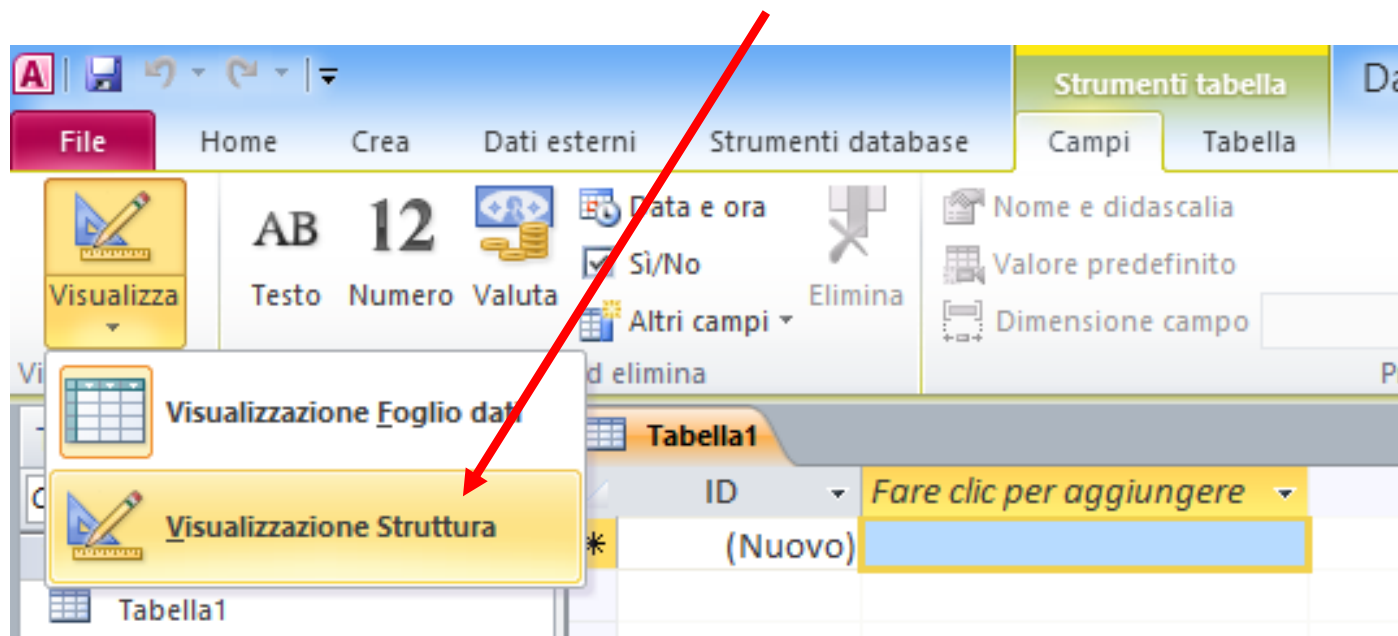 A
Strumenti tabella
Da
File Home Crea Dati esterni Strumenti database Campi Tabella
AB 12 Data e ora Nome e didascalia
Sì/No Valore predefinito
Visualizza Testo Numero Valuta Elimina
Altri campi Dimensione campo
Vi d elimina P
Visualizzazione Foglio dati
Tabella1
ID Fare clic per aggiungere
Visualizzazione Struttura
* (Nuovo)
Tabella1